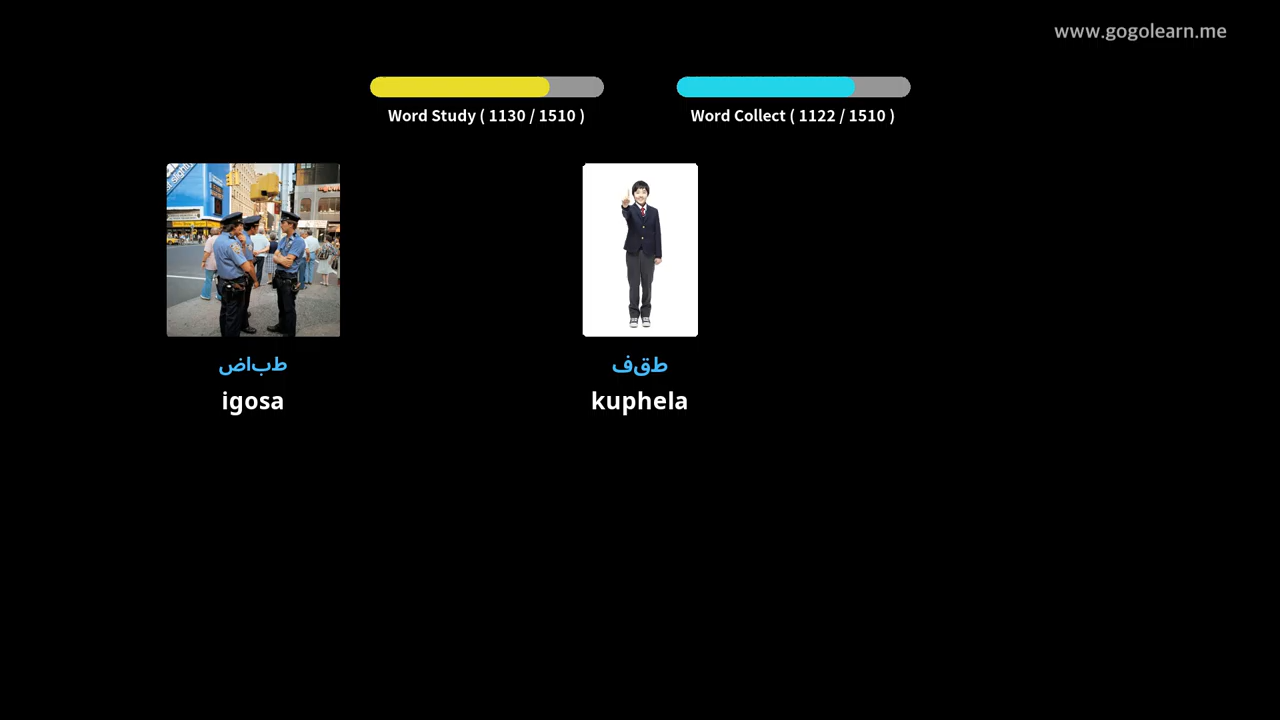 www.gogolearn.me
Word Study ( 1130 / 1510 )
Word Collect ( 1122 / 1510 )
طباض
igosa
طقف
kuphela